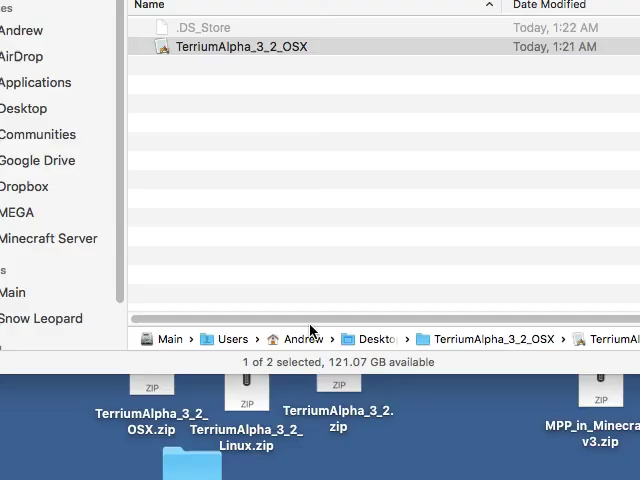 Name Date Modified
.DS_Store Today, 1:22 AM
TerriumAlpha_3_2_OSX Today, 1:21 AM
Andrew
AirDrop
Applications
Desktop
Communities
Google Drive
Dropbox
MEGA
Minecraft Server
Main
Snow Leopard
Main › Users › Andrew › Deskto › TerriumAlpha_3_2_OSX › TerriumAl
1 of 2 selected, 121.07 GB available
ZIP
ZIP
ZIP
ZIP
TerriumAlpha_3_2_
OSX.zip
TerriumAlpha_3_2_
Linux.zip
TerriumAlpha_3_2.
zip
MPP_in_Minecra
v3.zip